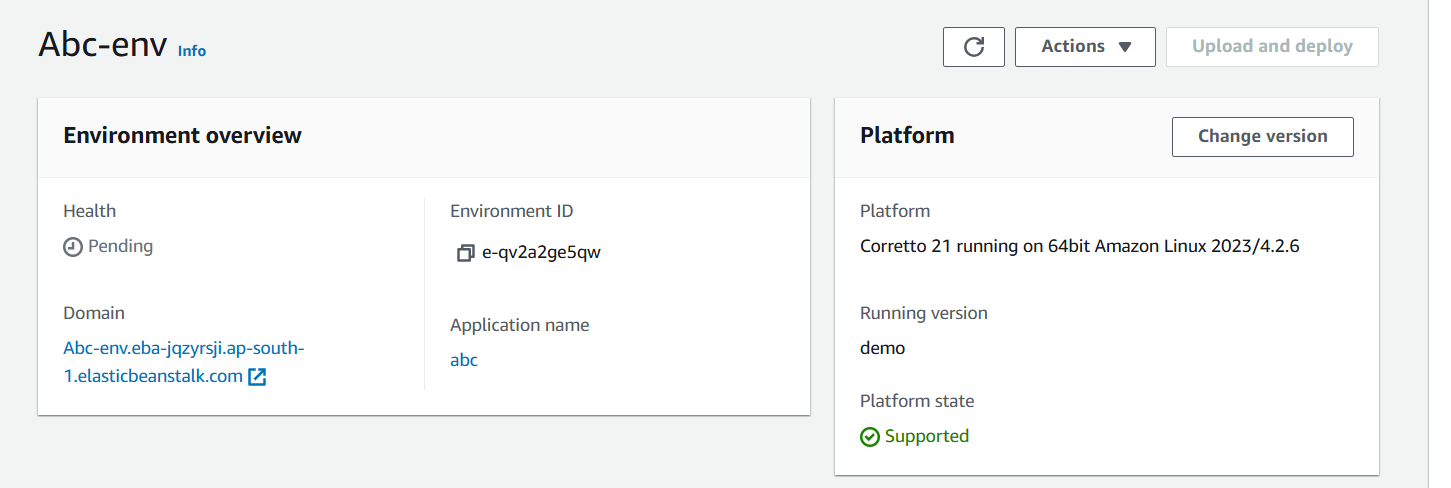 Abc-env Info
Actions
Upload and deploy
Environment overview
Health
Pending
Domain
Abc-env.eba-jqzyrsji.ap-south-
1.elasticbeanstalk.com
Environment ID
e-qv2a2ge5qw
Application name
abc
Platform
Change version
Platform
Corretto 21 running on 64bit Amazon Linux 2023/4.2.6
Running version
demo
Platform state
Supported